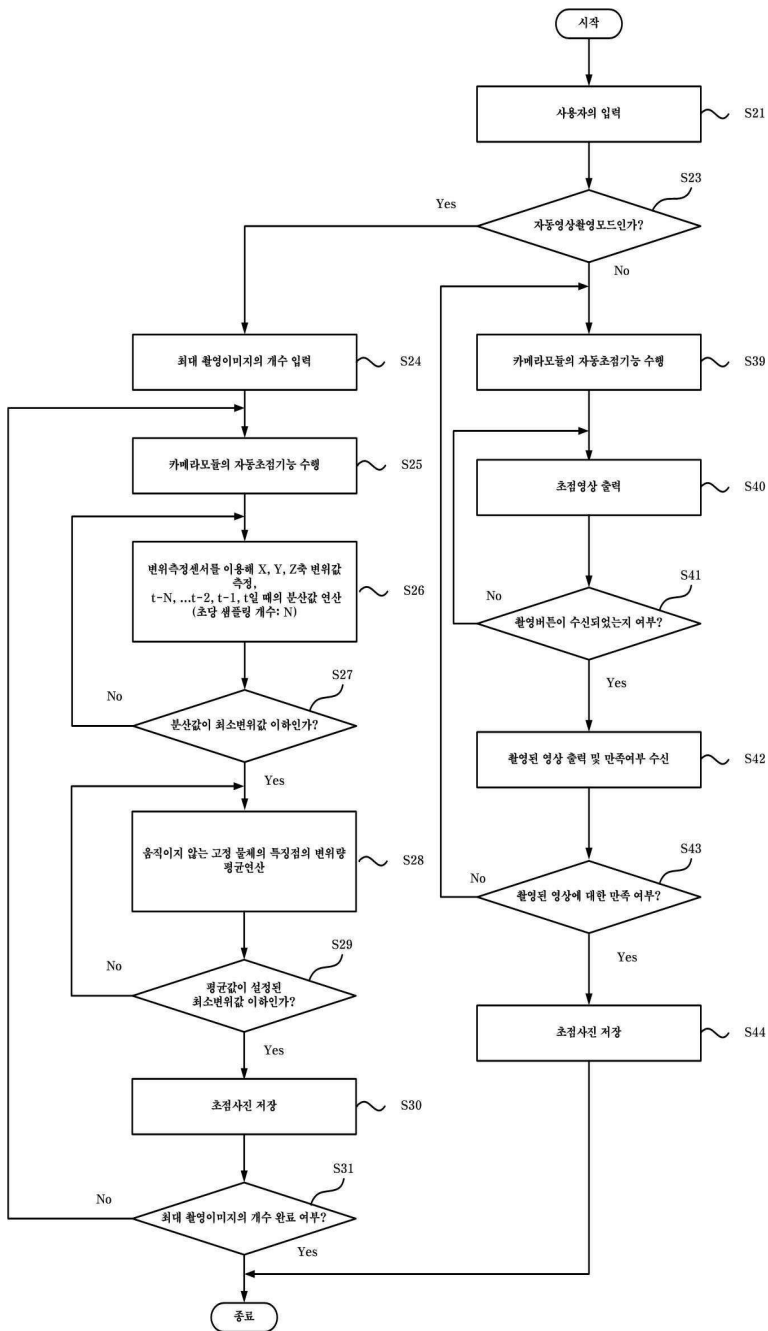 시작
사용자의 입력
S21
S23
자동영상촬영모드인가?
Yes
No
최대 촬영이미지의 개수 입력
S24
카메라모듈의 자동초점기능 수행
S39
카메라모듈의 자동초점기능 수행
S25
초점영상 출력
S40
변위측정센서를 이용해 X, Y, Z축 변위값
측정,
t-N, ...t-2, t-1, t일 때의 분산값 연산
(초당 샘플링 개수: N)
S26
S41
No
촬영버튼이 수신되었는지 여부?
Yes
S27
No
분산값이 최소변위값 이하인가?
Yes
촬영된 영상 출력 및 만족여부 수신
S42
움직이지 않는 고정 물체의 특징점의 변위량
평균연산
S28
S43
No
촬영된 영상에 대한 만족 여부?
Yes
S29
No
평균값이 설정된
최소변위값 이하인가?
Yes
초점사진 저장
S44
초점사진 저장
S30
S31
No
최대 촬영이미지의 개수 완료 여부?
Yes
종료